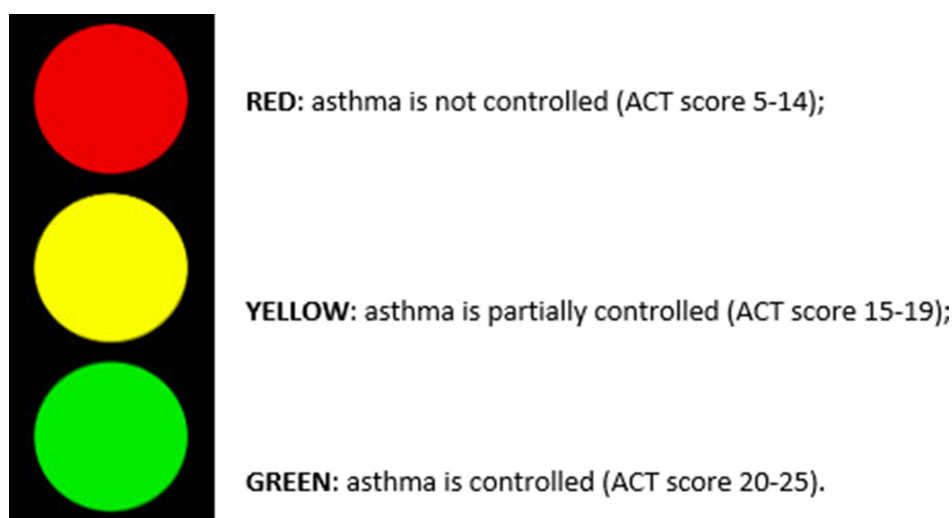 RED: asthma is not controlled (ACT score 5-14);
YELLOW: asthma is partially controlled (ACT score 15-19);
GREEN: asthma is controlled (ACT score 20-25).